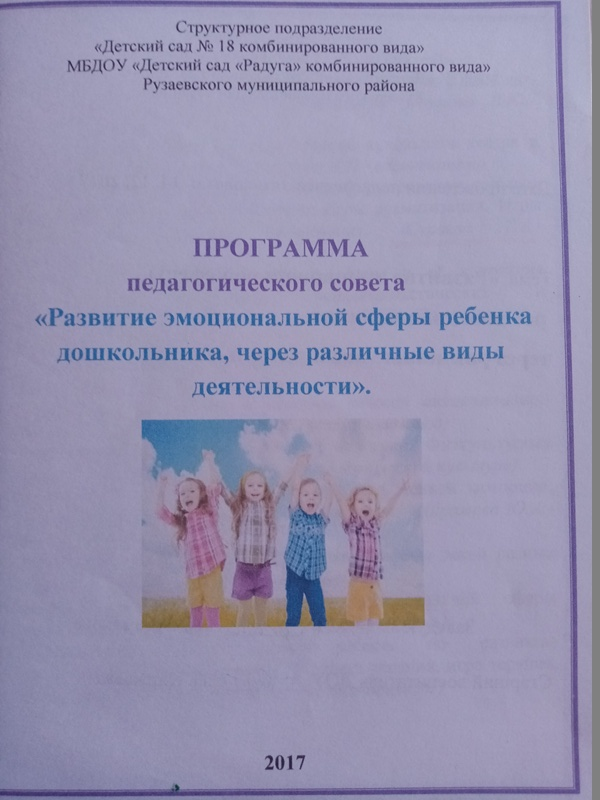 Структурное подразделение
«Детский сад № 18 комбинированного вида»
МБДОУ «Детский сад «Радуга» комбинированного вида»
Рузаевского муниципального района
ПРОГРАММА
педагогического совета
«Развитие эмоциональной сферы ребенка
дошкольника, через различные виды
деятельности».
2017